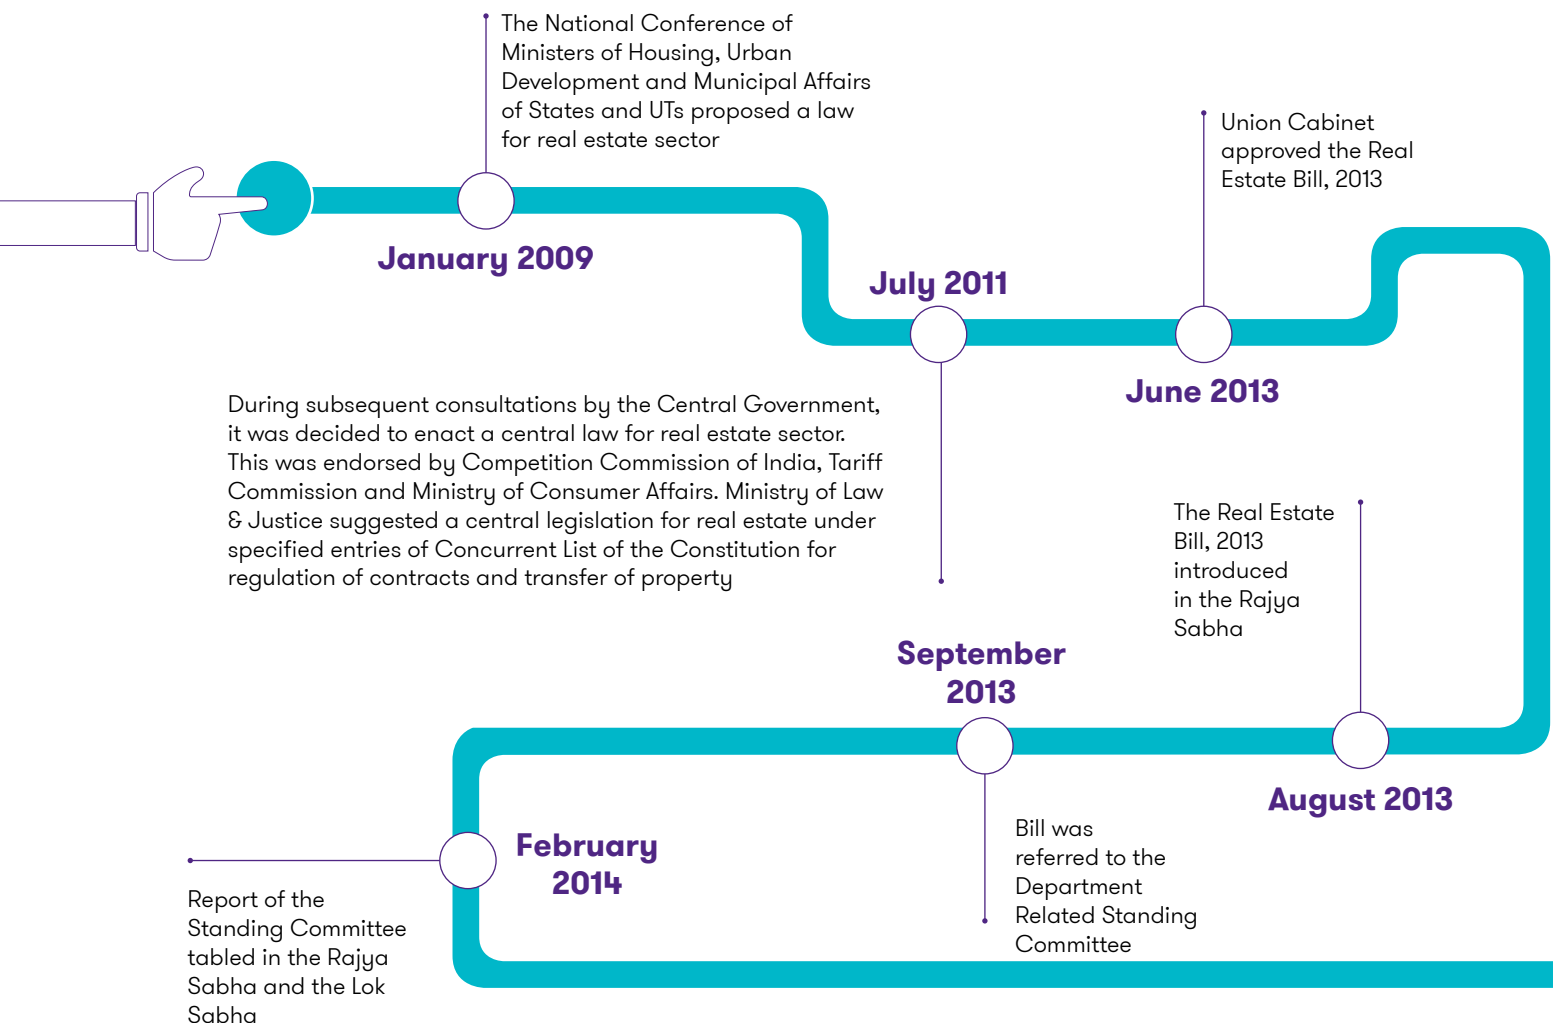 The National Conference of
Ministers of Housing, Urban
Development and Municipal Affairs
of States and UTs proposed a law
for real estate sector
January 2009
July 2011
During subsequent consultations by the Central Government,
it was decided to enact a central law for real estate sector.
This was endorsed by Competition Commission of India, Tariff
Commission and Ministry of Consumer Affairs. Ministry of Law
& Justice suggested a central legislation for real estate under
specified entries of Concurrent List of the Constitution for
regulation of contracts and transfer of property
Union Cabinet
approved the Real
Estate Bill, 2013
June 2013
The Real Estate
Bill, 2013
introduced
in the Rajya
Sabha
August 2013
September
2013
Bill was
referred to the
Department
Related Standing
Committee
February
2014
Report of the
Standing Committee
tabled in the Rajya
Sabha and the Lok
Sabha